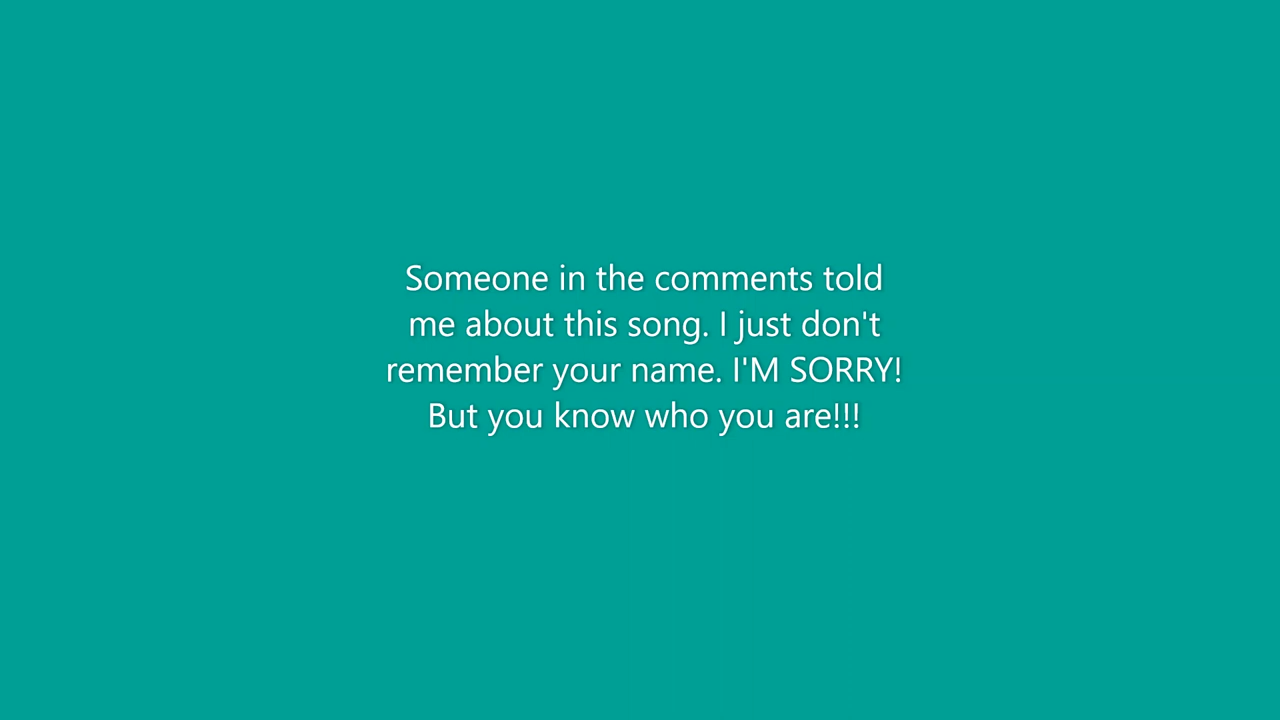 Someone in the comments told
me about this song. I just don't
remember your name. I'M SORRY!
But you know who you are!!!